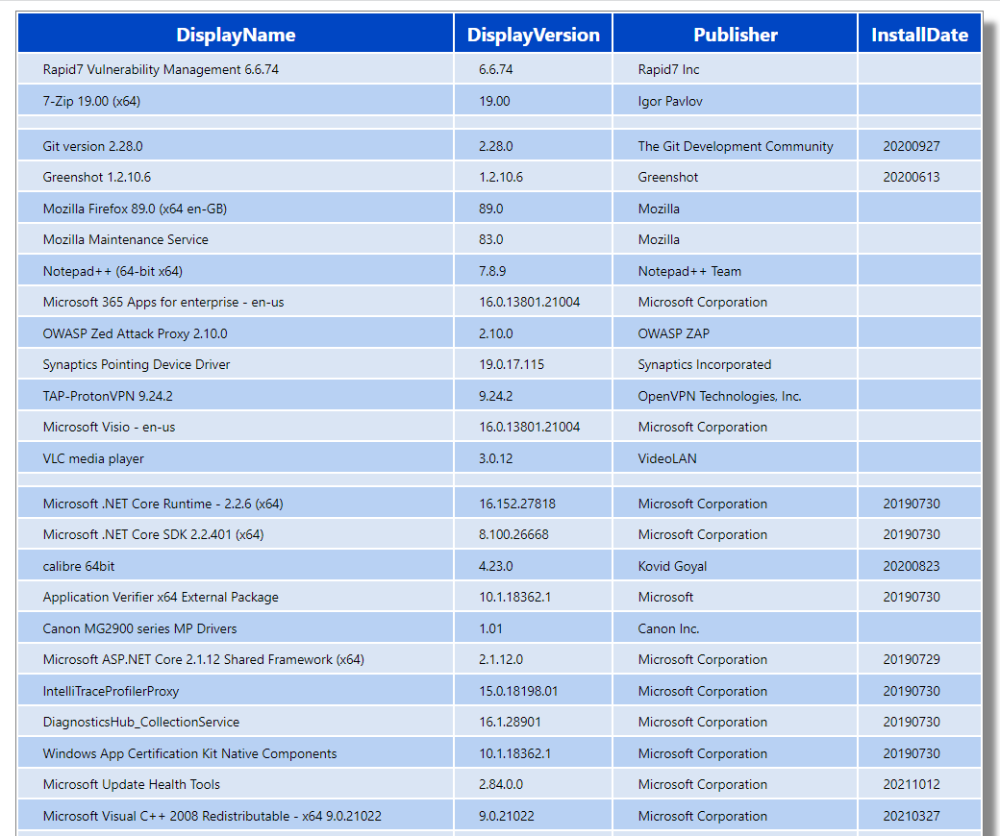 DisplayName DisplayVersion Publisher InstallDate
Rapid7 Vulnerability Management 6.6.74 6.6.74 Rapid7 Inc
7-Zip 19.00 (x64) 19.00 Igor Pavlov
Git version 2.28.0 2.28.0 The Git Development Community 20200927
Greenshot 1.2.10.6 1.2.10.6 Greenshot 20200613
Mozilla Firefox 89.0 (x64 en-GB) 89.0 Mozilla
Mozilla Maintenance Service 83.0 Mozilla
Notepad++ (64-bit x64) 7.8.9 Notepad++ Team
Microsoft 365 Apps for enterprise - en-us 16.0.13801.21004 Microsoft Corporation
OWASP Zed Attack Proxy 2.10.0 2.10.0 OWASP ZAP
Synaptics Pointing Device Driver 19.0.17.115 Synaptics Incorporated
TAP-ProtonVPN 9.24.2 9.24.2 OpenVPN Technologies, Inc.
Microsoft Visio - en-us 16.0.13801.21004 Microsoft Corporation
VLC media player 3.0.12 VideoLAN
Microsoft .NET Core Runtime - 2.2.6 (x64) 16.152.27818 Microsoft Corporation 20190730
Microsoft .NET Core SDK 2.2.401 (x64) 8.100.26668 Microsoft Corporation 20190730
calibre 64bit 4.23.0 Kovid Goyal 20200823
Application Verifier x64 External Package 10.1.18362.1 Microsoft 20190730
Canon MG2900 series MP Drivers 1.01 Canon Inc.
Microsoft ASP.NET Core 2.1.12 Shared Framework (x64) 2.1.12.0 Microsoft Corporation 20190729
IntelliTraceProfilerProxy 15.0.18198.01 Microsoft Corporation 20190730
DiagnosticsHub_CollectionService 16.1.28901 Microsoft Corporation 20190730
Windows App Certification Kit Native Components 10.1.18362.1 Microsoft Corporation 20190730
Microsoft Update Health Tools 2.84.0.0 Microsoft Corporation 20211012
Microsoft Visual C++ 2008 Redistributable - x64 9.0.21022 9.0.21022 Microsoft Corporation 20210327